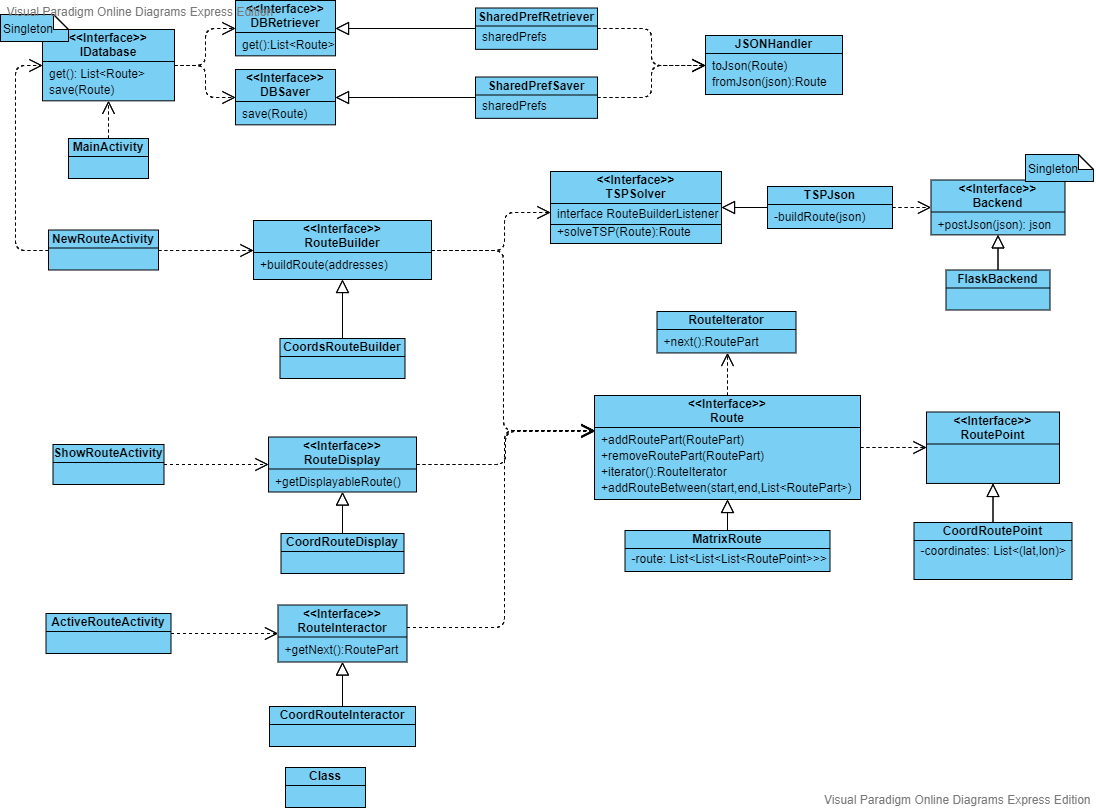 Visual Paradigm Online Diagrams Express Edition
Singleton
<<Interface>>
IDatabase
get(): List<Route>
save(Route)
<<Interface>>
DBRetriever
get():List<Route>
<<Interface>>
DBSaver
save(Route)
SharedPrefRetriever
sharedPrefs
SharedPrefSaver
sharedPrefs
JSONHandler
toJson(Route)
fromJson(json):Route
MainActivity
NewRouteActivity
<<Interface>>
RouteBuilder
+buildRoute(addresses)
CoordsRouteBuilder
<<Interface>>
TSPSolver
interface RouteBuilderListener
+solveTSP(Route):Route
TSPJson
-buildRoute(json)
Singleton
<<Interface>>
Backend
+postJson(json): json
FlaskBackend
RouteIterator
+next():RoutePart
<<Interface>>
Route
+addRoutePart(RoutePart)
+removeRoutePart(RoutePart)
+iterator():RouteIterator
+addRouteBetween(start,end,List<RoutePart>)
MatrixRoute
-route: List<List<List<RoutePoint>>>
<<Interface>>
RoutePoint
CoordRoutePoint
-coordinates: List<(lat,lon)>
ShowRouteActivity
<<Interface>>
RouteDisplay
+getDisplayableRoute()
CoordRouteDisplay
ActiveRouteActivity
<<Interface>>
RouteInteractor
+getNext():RoutePart
CoordRouteInteractor
Class
Visual Paradigm Online Diagrams Express Edition